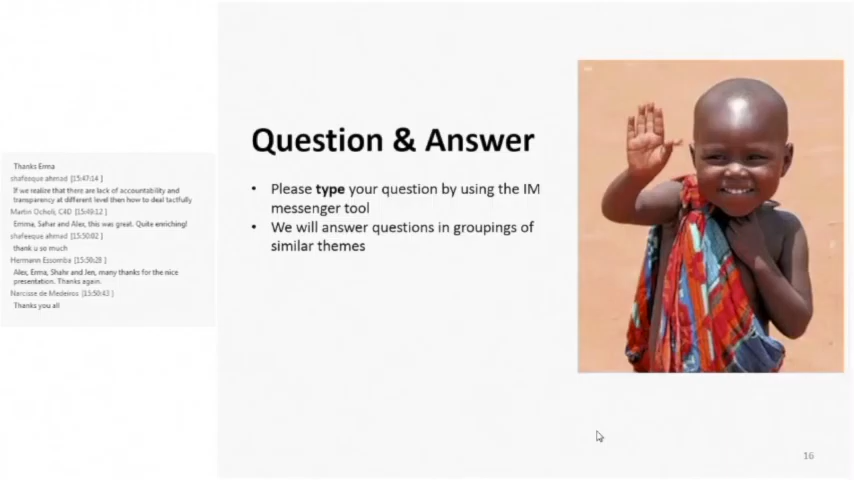 Thanks Erma
shafeeque ahmad [15:47:14 ]
If we realize that there are lack of accountability and
transparency at different level then how to deal tactfully
Martin Ocholi, C4D [15:49:12 ]
Emma, Sahar and Alex, this was great. Quite enriching!
shafeeque ahmad [15:50:02 ]
thank u so much
Hermann Essomba [15:50:28 ]
Alex, Erma, Shahr and Jen, many thanks for the nice
presentation. Thanks again.
Narcisse de Medeiros [15:50:43 ]
Thanks you all
Question & Answer
• Please type your question by using the IM
messenger tool
• We will answer questions in groupings of
similar themes
16